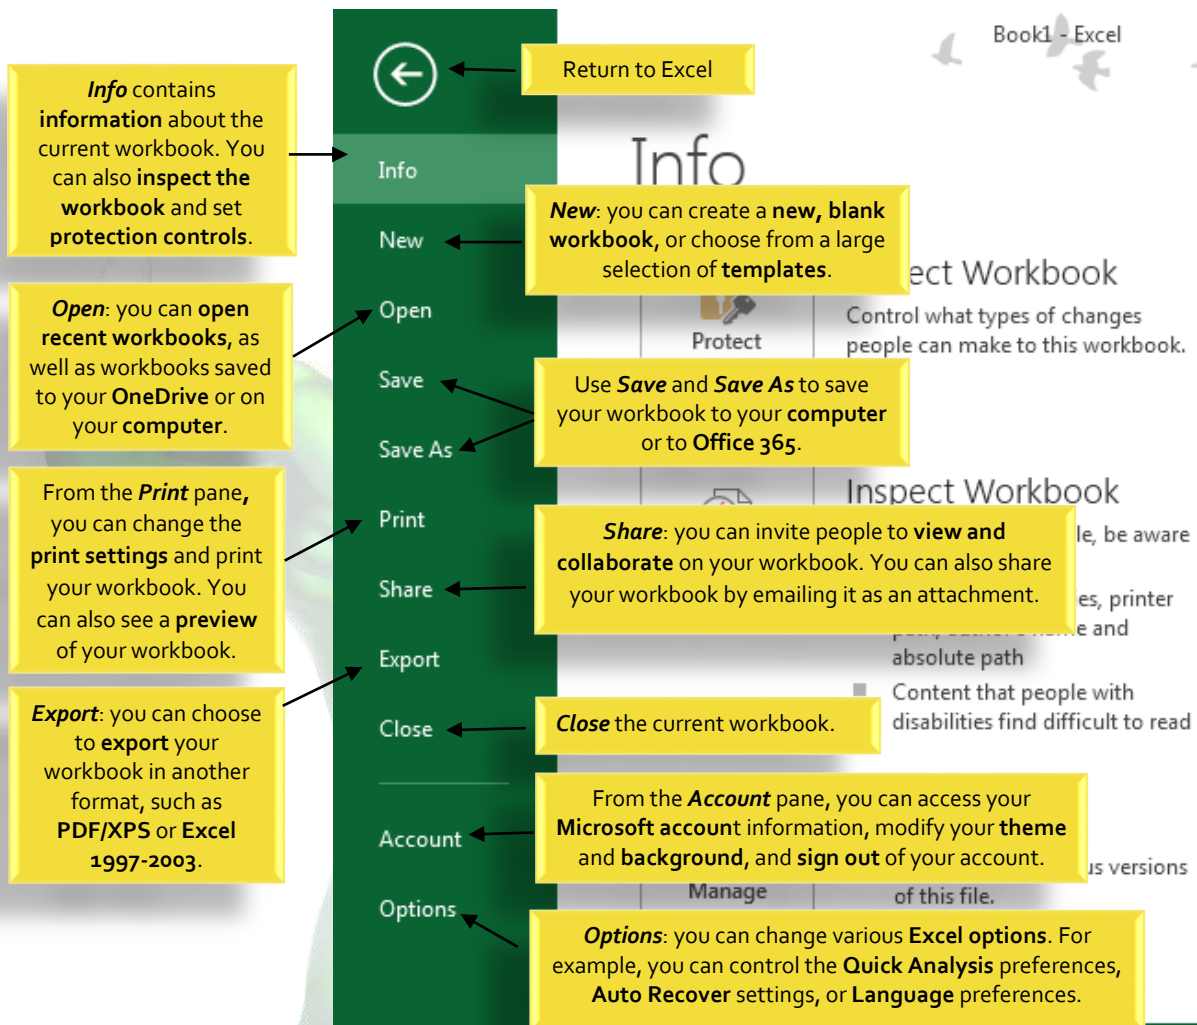 Book1 - Excel
Return to Excel
Info contains
information about the
current workbook. You
can also inspect the
workbook and set
protection controls.
Info
Info
New: you can create a new, blank
workbook, or choose from a large
selection of templates.
New
ect Workbook
Control what types of changes
people can make to this workbook.
Protect
Open: you can open
recent workbooks, as
well as workbooks saved
to your OneDrive or on
your computer.
Open
Save
Use Save and Save As to save
your workbook to your computer
or to Office 365.
Save As
From the Print pane,
you can change the
print settings and print
your workbook. You
can also see a preview
of your workbook.
Print
Inspect Workbook
le, be aware
Share: you can invite people to view and
collaborate on your workbook. You can also share
your workbook by emailing it as an attachment.
Share
ies, printer
path, author's name and
absolute path
Content that people with
disabilities find difficult to read
Export
Export: you can choose
to export your
workbook in another
format, such as
PDF/XPS or Excel
1997-2003.
Close
Close the current workbook.
Account
From the Account pane, you can access your
Microsoft account information, modify your theme
and background, and sign out of your account.
us versions
of this file.
Manage
Options
Options: you can change various Excel options. For
example, you can control the Quick Analysis preferences,
Auto Recover settings, or Language preferences.